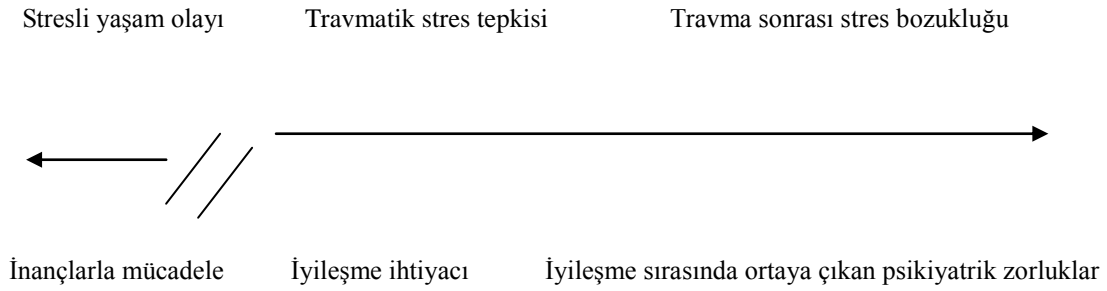 Stresli yaşam olayı Travmatik stres tepkisi Travma sonrası stres bozukluğu
İnançlarla mücadele İyileşme ihtiyacı İyileşme sırasında ortaya çıkan psikiyatrik zorluklar